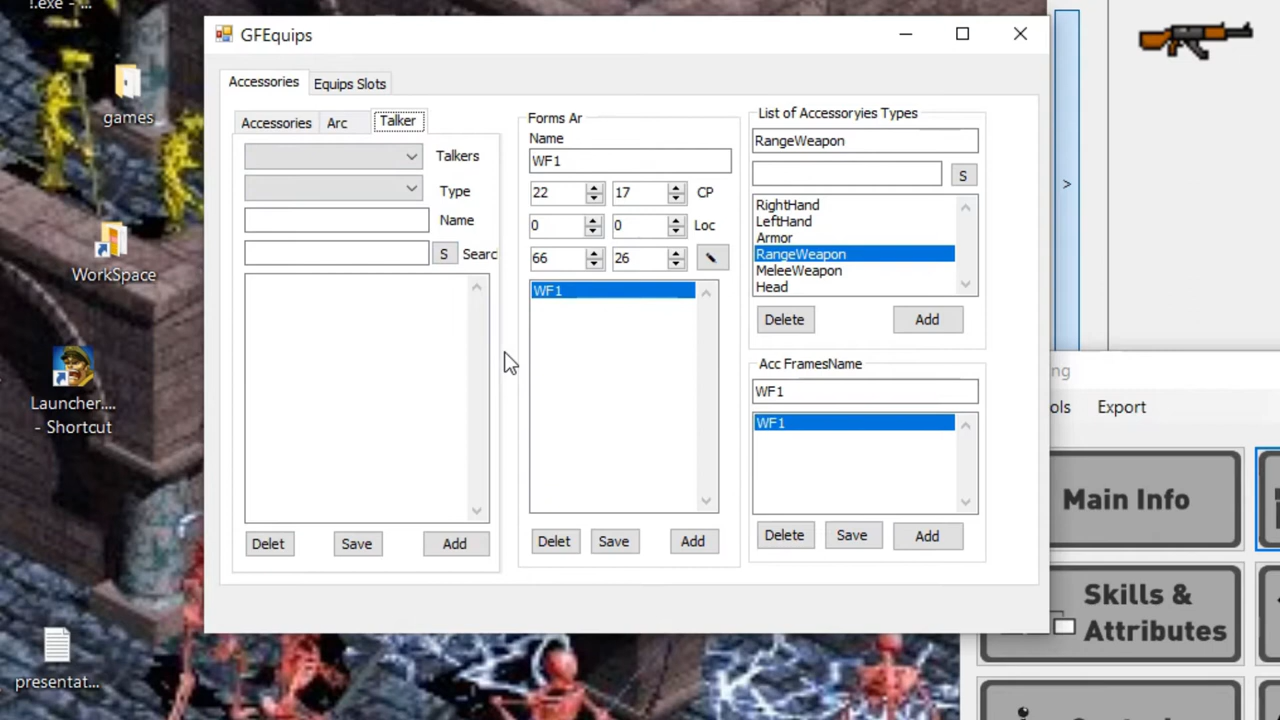 !.exe - ...
games
WorkSpace
Launcher....
- Shortcut
presentat...
GFEquips
Accessories
Equips Slots
Accessories
Arc
Talker
Talkers
Type
Name
S
Searc
Delet
Save
Add
Forms Ar
Name
WF1
22
17
CP
0
0
Loc
66
26
WF1
Delet
Save
Add
List of Accessoryies Types
RangeWeapon
S
RightHand
LeftHand
Armor
RangeWeapon
MeleeWeapon
Head
Delete
Add
Acc FramesName
WF1
WF1
Delete
Save
Add
>
ng
ols
Export
Main Info
Skills &
Attributes